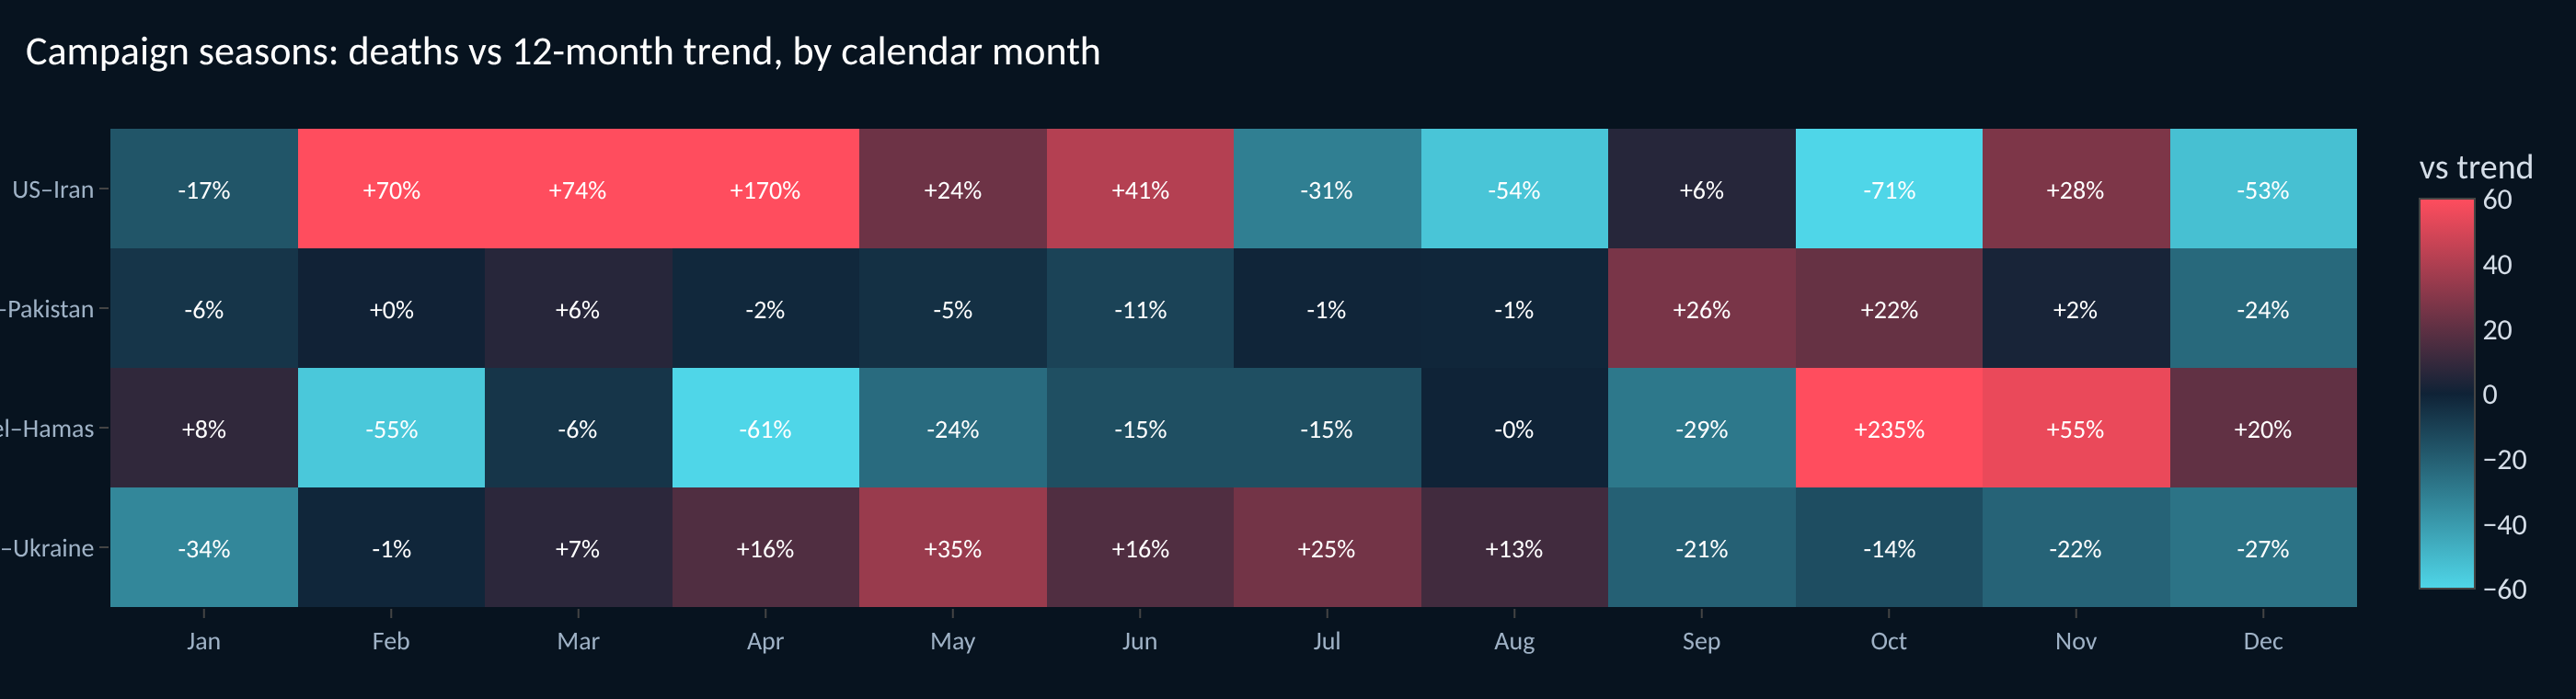 Campaign seasons: deaths vs 12-month trend, by calendar month
vs trend
US–Iran -17% +70% +74% +170% +24% +41% -31% -54% +6% -71% +28% -53%
–Pakistan -6% +0% +6% -2% -5% -11% -1% -1% +26% +22% +2% -24%
el–Hamas +8% -55% -6% -61% -24% -15% -15% -0% -29% +235% +55% +20%
–Ukraine -34% -1% +7% +16% +35% +16% +25% +13% -21% -14% -22% -27%
Jan Feb Mar Apr May Jun Jul Aug Sep Oct Nov Dec
60
40
20
0
−20
−40
−60